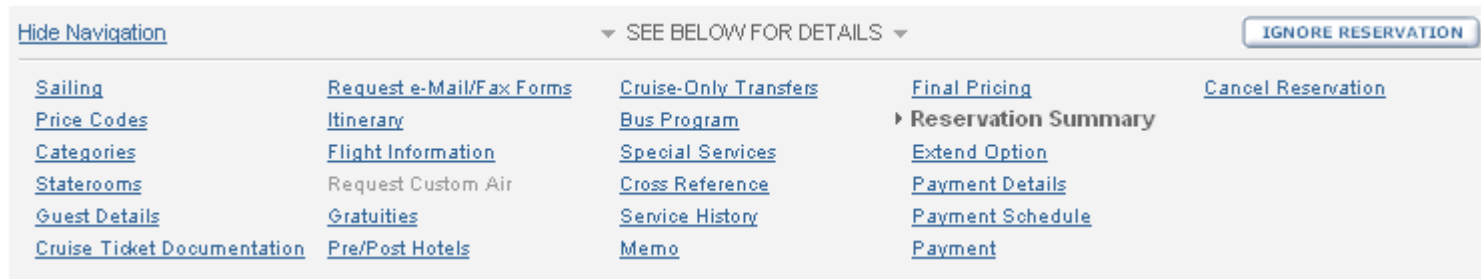 Hide Navigation
SEE BELOW FOR DETAILS
IGNORE RESERVATION
Sailing
Price Codes
Categories
Staterooms
Guest Details
Cruise Ticket Documentation
Request e-Mail/Fax Forms
Itinerary
Flight Information
Request Custom Air
Gratuities
Pre/Post Hotels
Cruise-Only Transfers
Bus Program
Special Services
Cross Reference
Service History
Memo
Final Pricing
Reservation Summary
Extend Option
Payment Details
Payment Schedule
Payment
Cancel Reservation